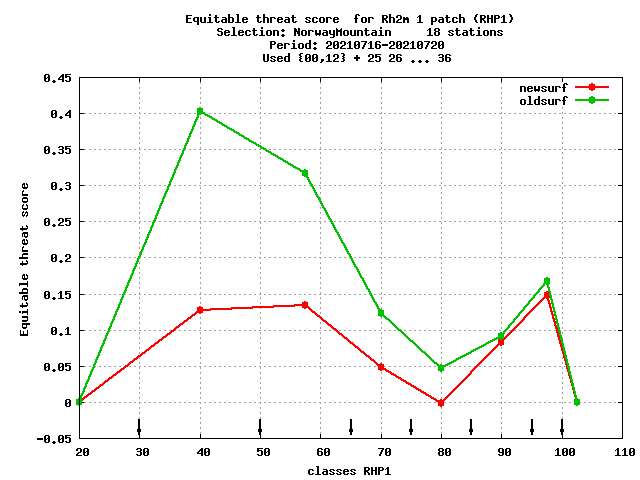 Equitable threat score  for Rh2m 1 patch (RHP1)
Selection: NorwayMountain     18 stations
Period: 20210716-20210720
Used {00,12} + 25 26 ... 36
newsurf
oldsurf
0.45
0.4
0.35
0.3
0.25
0.2
0.15
0.1
0.05
0
-0.05
Equitable threat score
20 30 40 50 60 70 80 90 100 110
classes RHP1